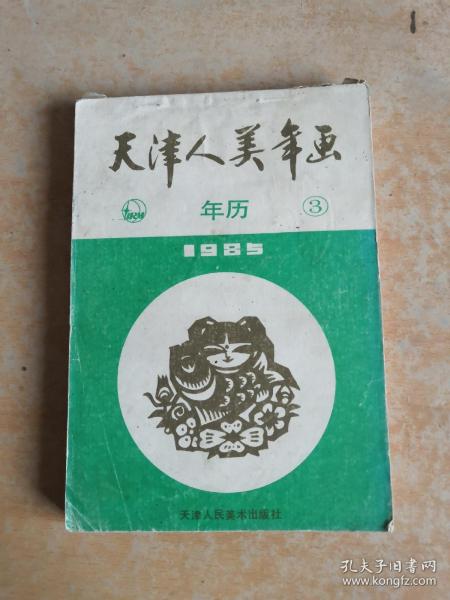 天津人美年画
年历
③
1985
天津人民美术出版社
孔夫子旧书网
www.kongfz.com